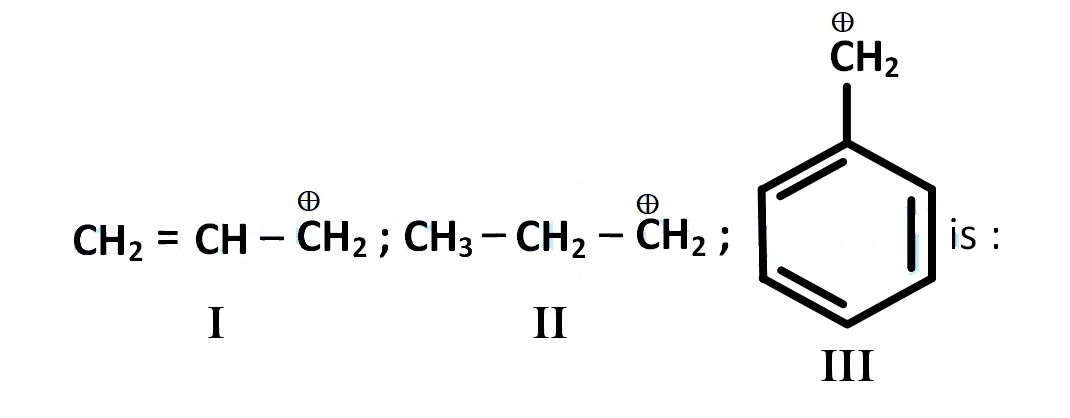 ⊕
CH₂
⊕ ⊕
CH₂ = CH – CH₂ ; CH₃ – CH₂ – CH₂ ; is :
I II
III